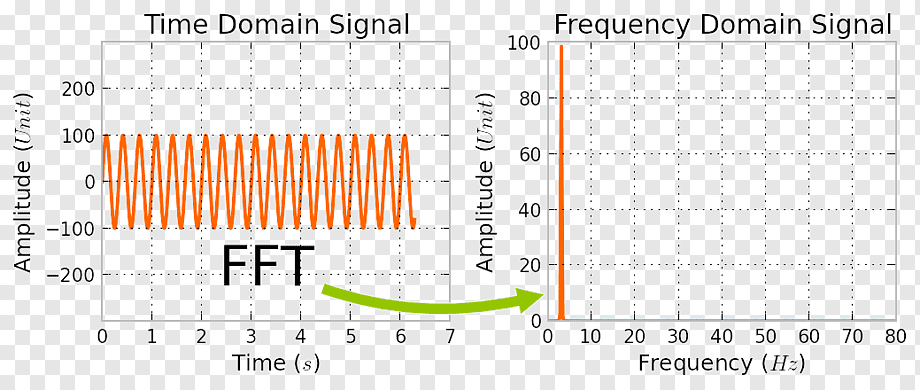 Time Domain Signal
Amplitude (Unit)
200
100
0
−100
−200
0 1 2 3 4 5 6 7
Time (s)
FFT
Frequency Domain Signal
Amplitude (Unit)
100
80
60
40
20
0
0 10 20 30 40 50 60 70 80
Frequency (Hz)